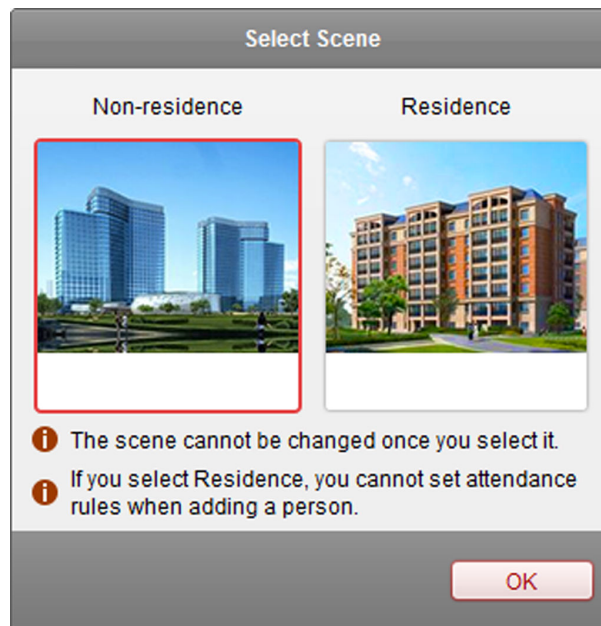 Select Scene
Non-residence
Residence
The scene cannot be changed once you select it.
If you select Residence, you cannot set attendance
rules when adding a person.
OK